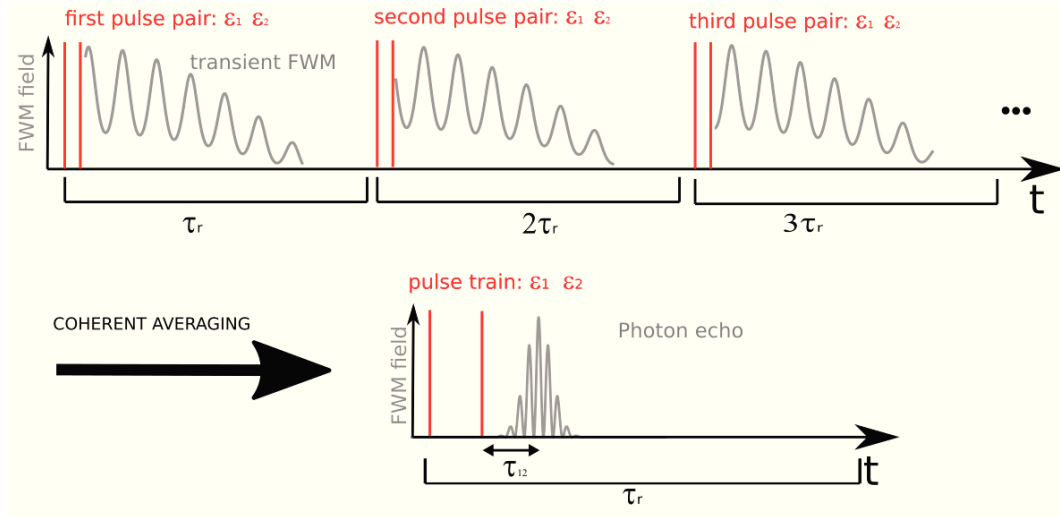 first pulse pair: ε₁ ε₂
second pulse pair: ε₁ ε₂
third pulse pair: ε₁ ε₂
FWM field
transient FWM
•••
t
τr
2τr
3τr
pulse train: ε₁ ε₂
COHERENT AVERAGING
FWM field
Photon echo
τ₁₂
t
τr